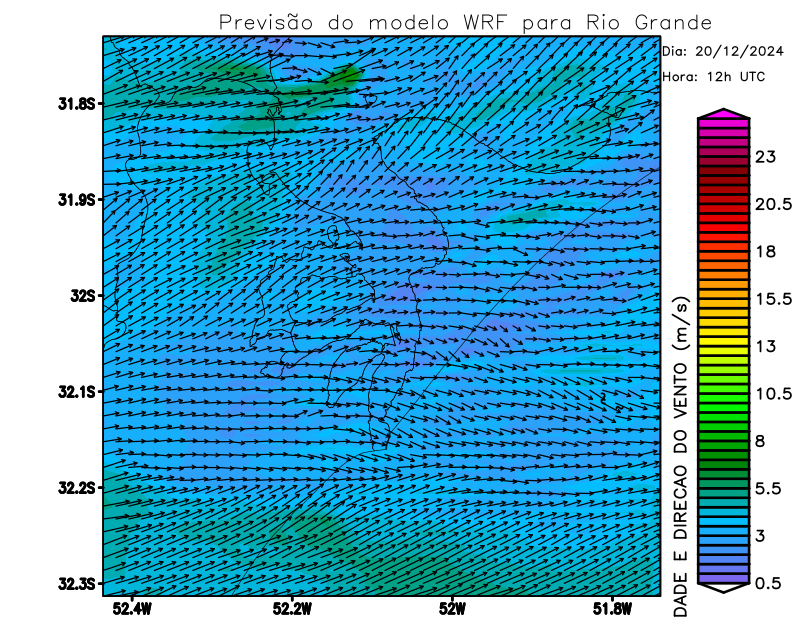 Previsão do modelo WRF para Rio Grande
Dia: 20/12/2024
Hora: 12h UTC
31.8S
31.9S
32S
32.1S
32.2S
32.3S
52.4W
52.2W
52W
51.8W
23
20.5
18
15.5
13
10.5
8
5.5
3
0.5
DADE E DIRECAO DO VENTO (m/s)